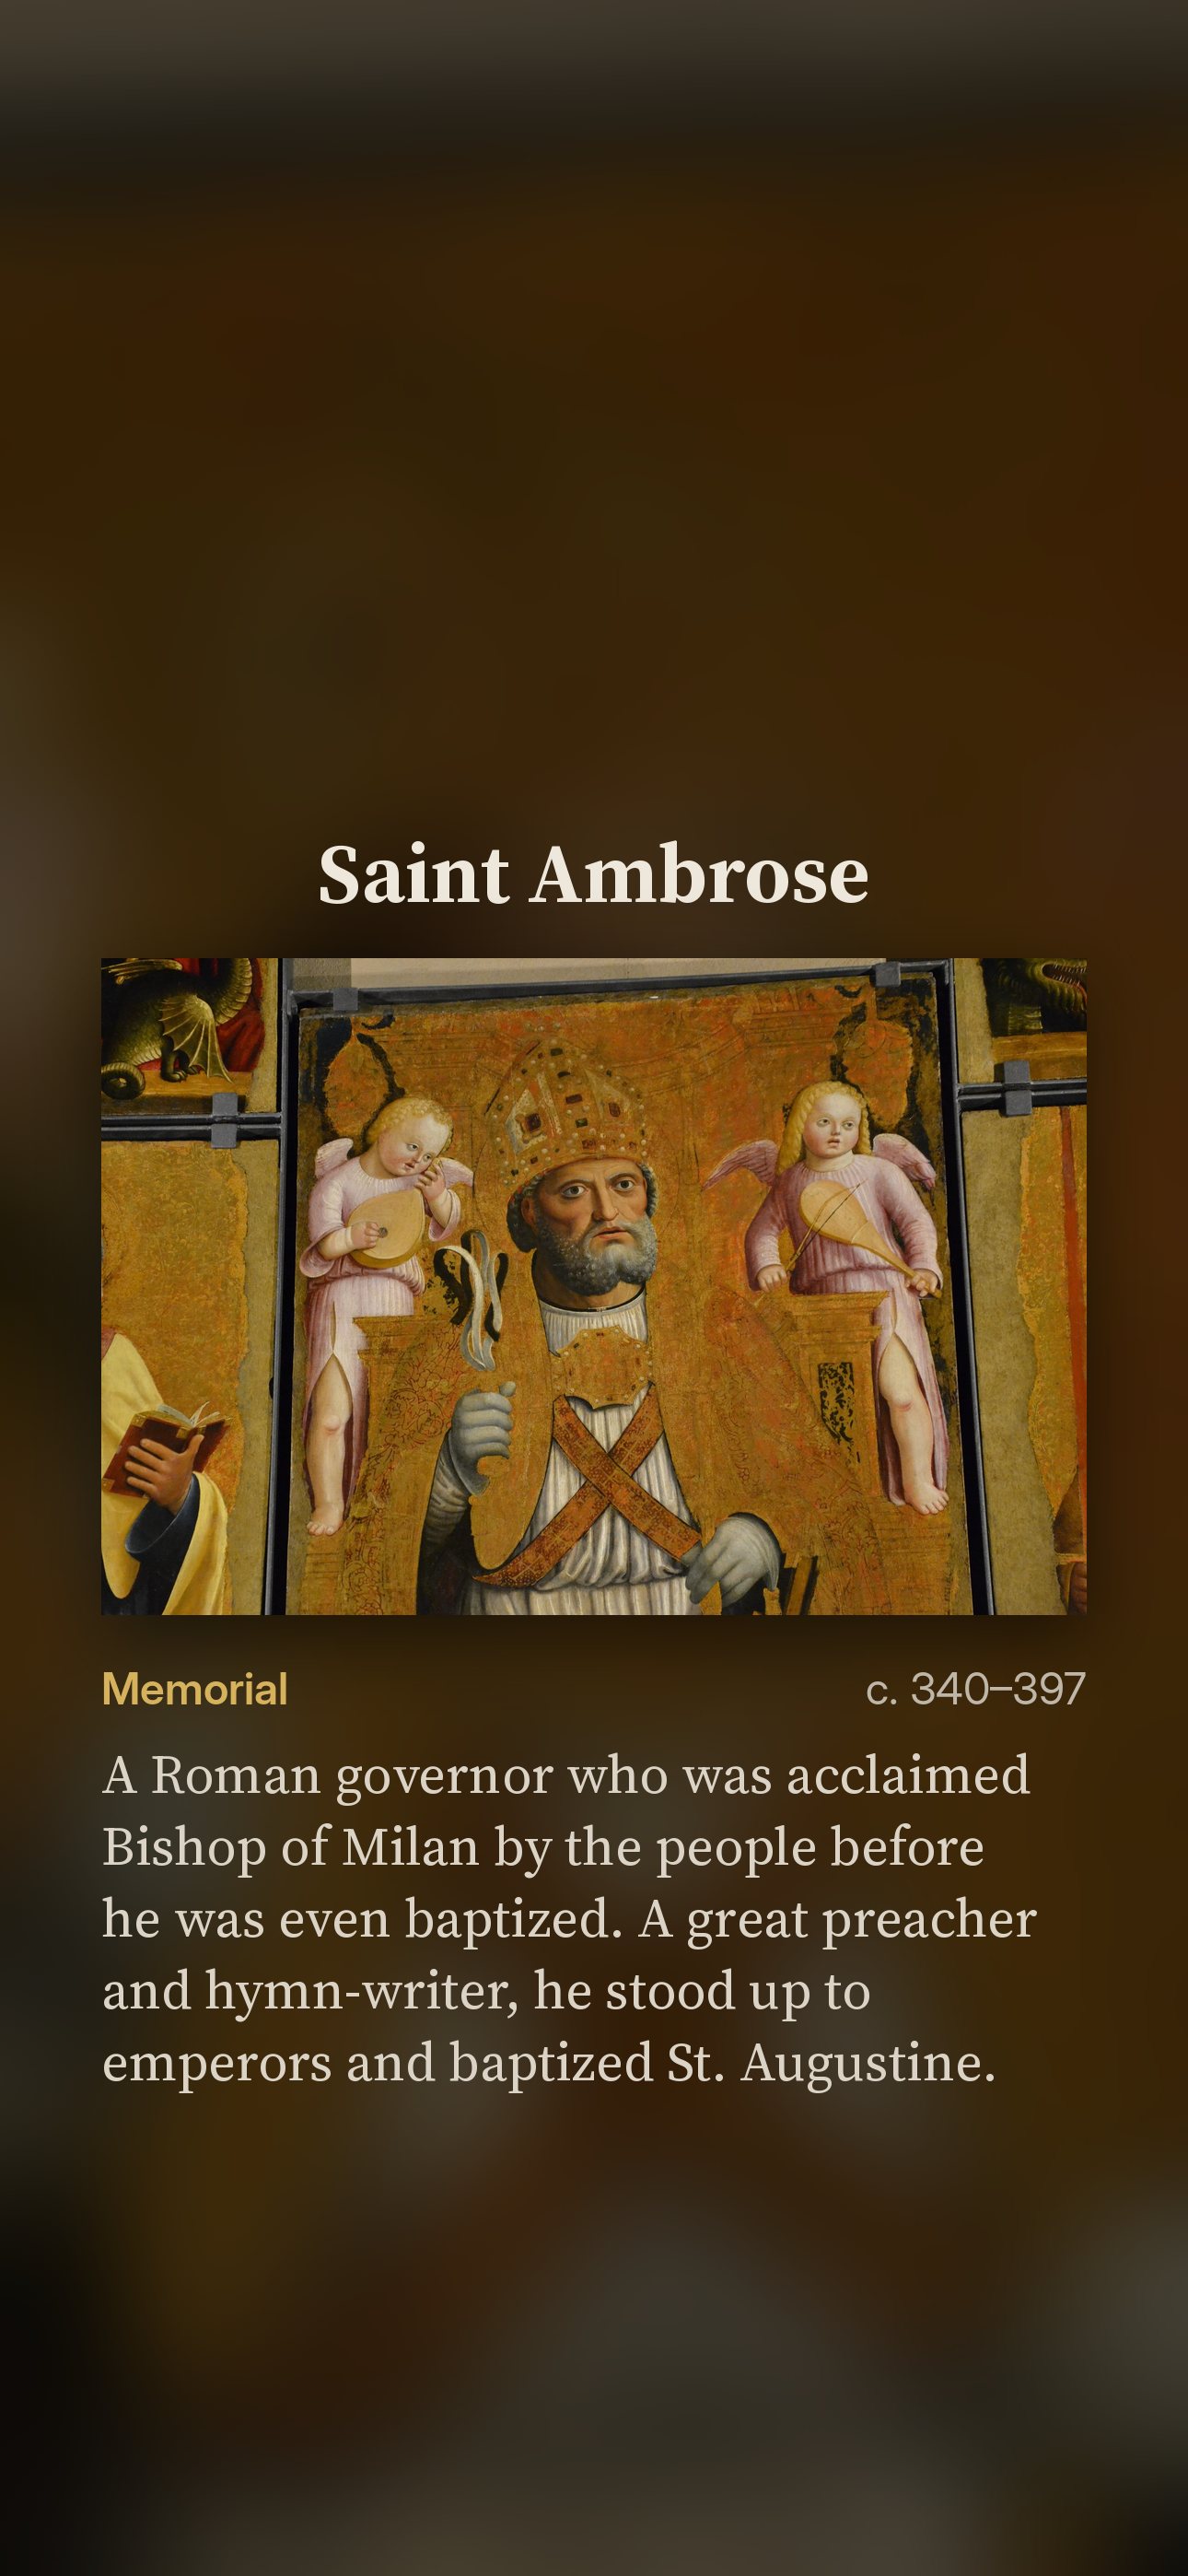 Saint Ambrose
Memorial
c. 340–397
A Roman governor who was acclaimed
Bishop of Milan by the people before
he was even baptized. A great preacher
and hymn-writer, he stood up to
emperors and baptized St. Augustine.